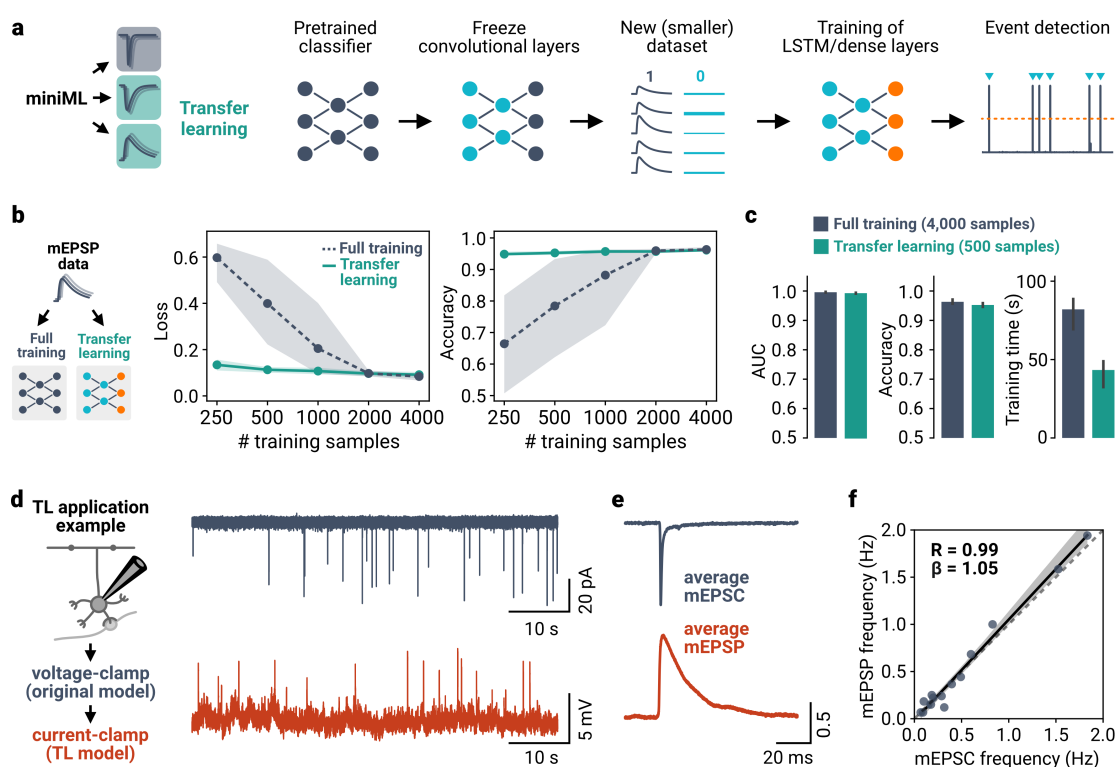 a
miniML
Transfer
learning
Pretrained
classifier
Freeze
convolutional layers
New (smaller)
dataset
1 0
Training of
LSTM/dense layers
Event detection
b
mEPSP
data
Full
training
Transfer
learning
Loss
0.6
0.4
0.2
0.0
250 500 1000 2000 4000
# training samples
Full training
Transfer
learning
Accuracy
1.0
0.9
0.8
0.7
0.6
0.5
250 500 1000 2000 4000
# training samples
c
Full training (4,000 samples)
Transfer learning (500 samples)
AUC
1.0
0.9
0.8
0.7
0.6
0.5
Accuracy
1.0
0.9
0.8
0.7
0.6
0.5
Training time (s)
100
50
0
d
TL application
example
voltage-clamp
(original model)
current-clamp
(TL model)
20 pA
10 s
5 mV
10 s
e
average
mEPSC
average
mEPSP
0.5
20 ms
f
R = 0.99
β = 1.05
mEPSP frequency (Hz)
2.0
1.5
1.0
0.5
0.0
0.0 0.5 1.0 1.5 2.0
mEPSC frequency (Hz)